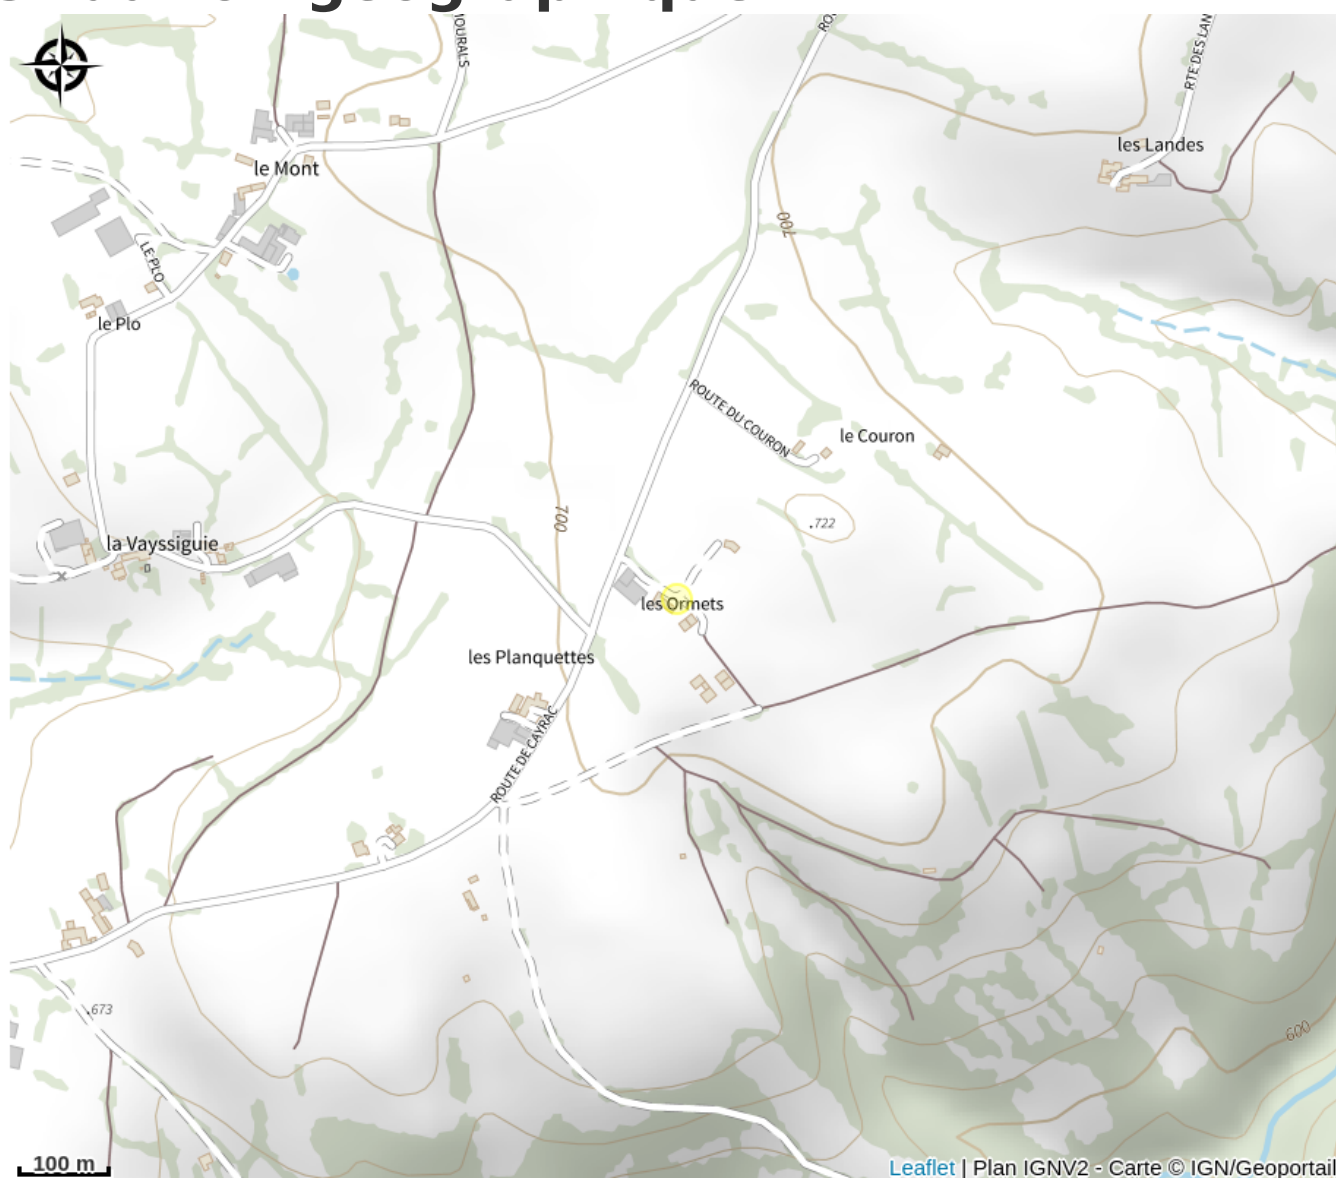 JOURALS
RTE DES LAN
les Landes
le Mont
700
LE PLO
le Plo
ROUTE DU COURON
le Couron
700
.722
la Vayssiguie
les Ormets
les Planquettes
ROUTE DE CAYRAC
.673
600
100 m
Leaflet | Plan IGNV2 - Carte © IGN/Geoportail